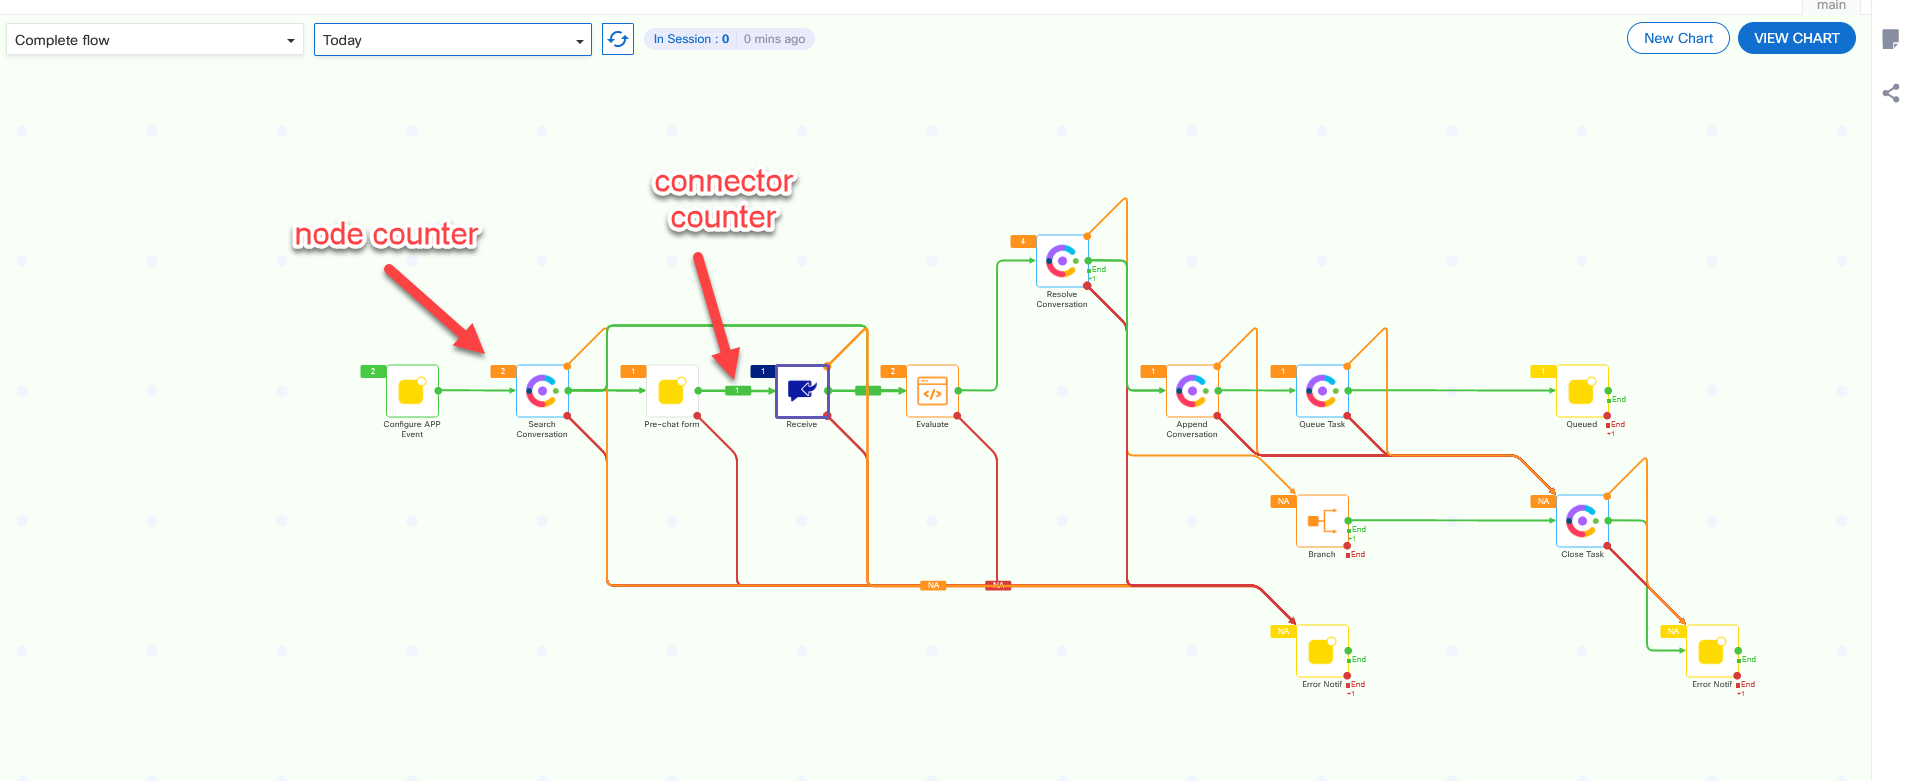 main
Complete flow
Today
In Session : 0
0 mins ago
New Chart
VIEW CHART
connector
counter
node counter
4
End
+1
Resolve
Conversation
2
2
1
1
1
2
1
1
1
Configure APP
Event
Search
Conversation
Pre-chat form
Receive
Evaluate
Append
Conversation
Queue Task
Queued
End
End
+1
NA
NA
End
+1
Branch
End
Close Task
NA
NA
NA
NA
End
Error Notif
End
+1
End
Error Notif
End
+1